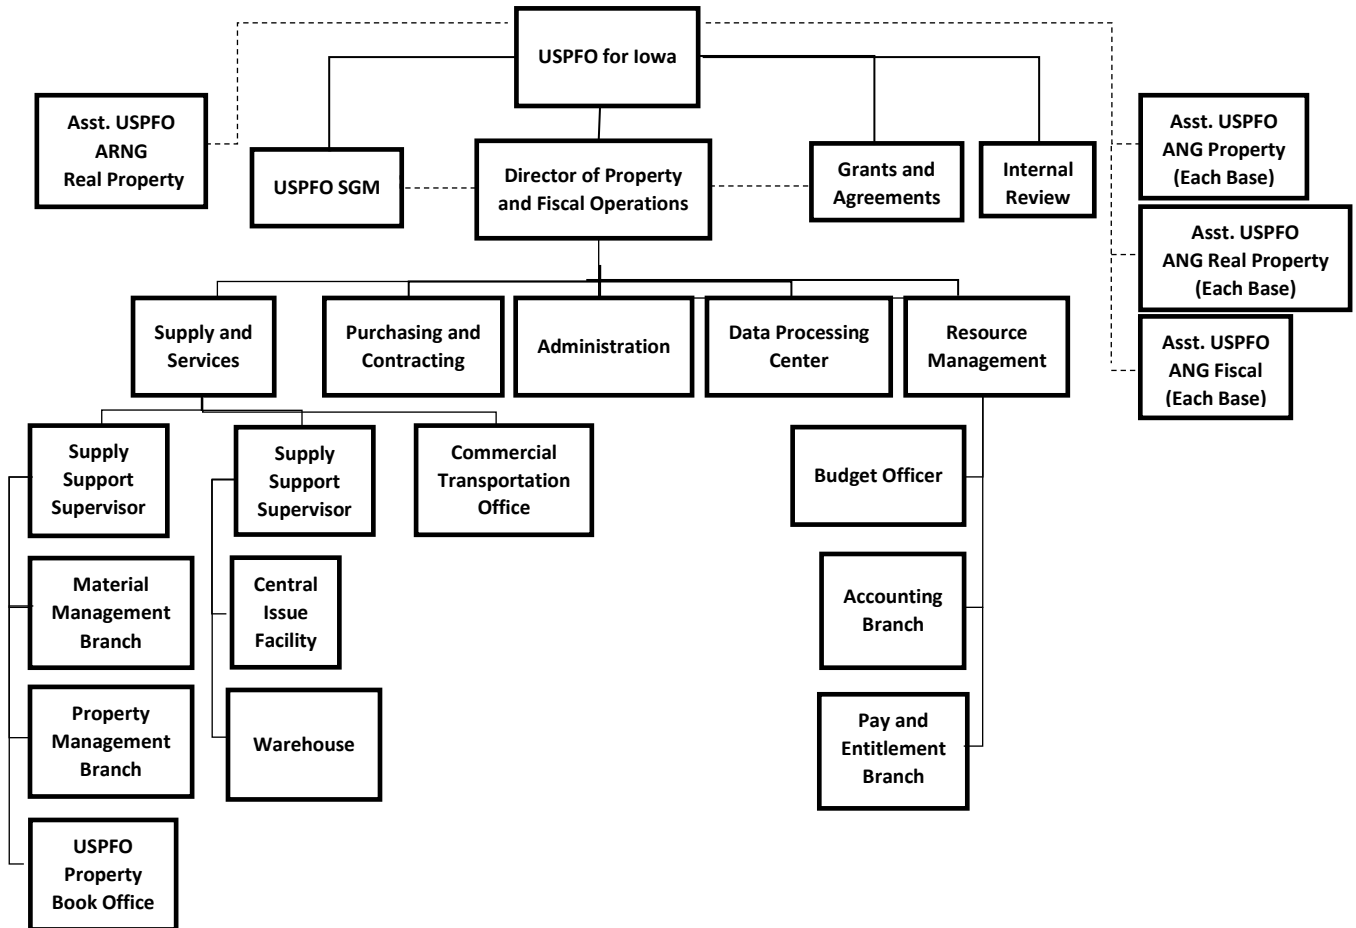 USPFO for Iowa
Asst. USPFO
ARNG
Real Property
USPFO SGM
Director of Property
and Fiscal Operations
Grants and
Agreements
Internal
Review
Asst. USPFO
ANG Property
(Each Base)
Asst. USPFO
ANG Real Property
(Each Base)
Asst. USPFO
ANG Fiscal
(Each Base)
Supply and
Services
Purchasing and
Contracting
Administration
Data Processing
Center
Resource
Management
Supply
Support
Supervisor
Supply
Support
Supervisor
Commercial
Transportation
Office
Budget Officer
Material
Management
Branch
Central
Issue
Facility
Accounting
Branch
Property
Management
Branch
Warehouse
Pay and
Entitlement
Branch
USPFO
Property
Book Office